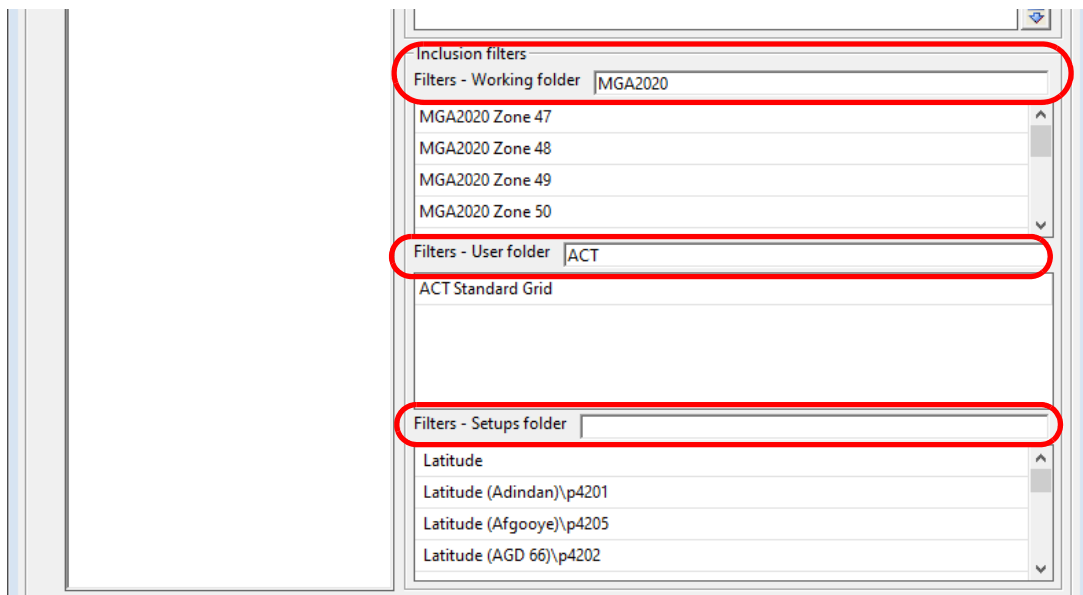 Inclusion filters
Filters - Working folder MGA2020
MGA2020 Zone 47
MGA2020 Zone 48
MGA2020 Zone 49
MGA2020 Zone 50
Filters - User folder ACT
ACT Standard Grid
Filters - Setups folder
Latitude
Latitude (Adindan)\p4201
Latitude (Afgooye)\p4205
Latitude (AGD 66)\p4202